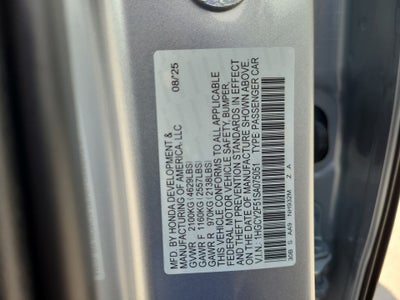 MFD. BY HONDA DEVELOPMENT &
MANUFACTURING OF AMERICA, LLC 08/25
GVWR 2100KG( 4629LBS)
GAWR F 1160KG( 2557LBS)
GAWR R 970KG( 2138LBS)
THIS VEHICLE CONFORMS TO ALL APPLICABLE
FEDERAL MOTOR VEHICLE SAFETY, BUMPER,
AND THEFT PREVENTION STANDARDS IN EFFECT
ON THE DATE OF MANUFACTURE SHOWN ABOVE.
V.I.N. TYPE: PASSENGER CAR
Z A